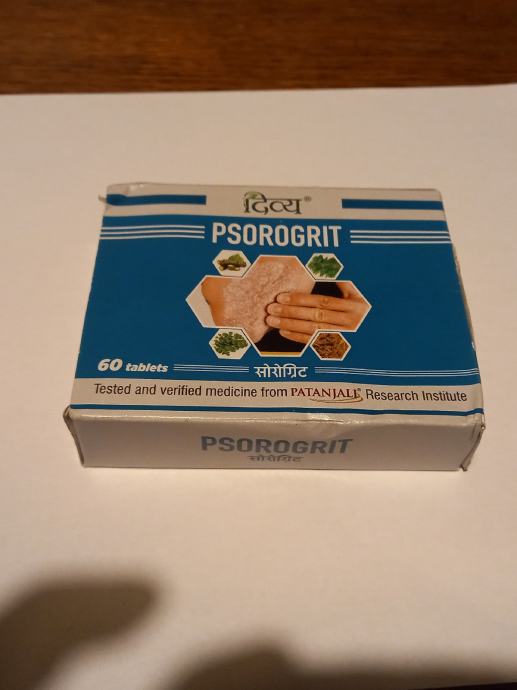 दिव्य®
PSOROGRIT
60 tablets
सोरोग्रिट
Tested and verified medicine from PATANJALI® Research Institute
PSOROGRIT
सोरोग्रिट